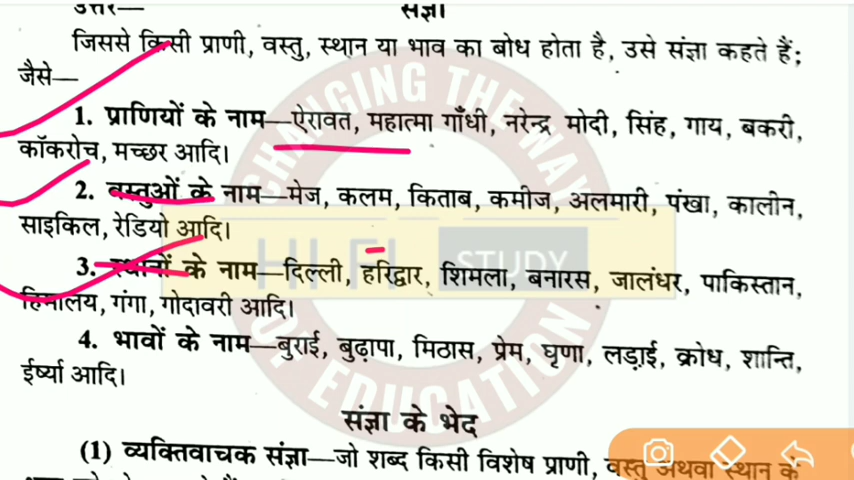 उत्तर—
संज्ञा
जिससे किसी प्राणी, वस्तु, स्थान या भाव का बोध होता है, उसे संज्ञा कहते हैं;
जैसे—
1. प्राणियों के नाम—ऐरावत, महात्मा गाँधी, नरेन्द्र मोदी, सिंह, गाय, बकरी,
कॉकरोच, मच्छर आदि।
2. वस्तुओं के नाम—मेज, कलम, किताब, कमीज, अलमारी, पंखा, कालीन,
साइकिल, रेडियो आदि।
3. स्थानों के नाम—दिल्ली, हरिद्वार, शिमला, बनारस, जालंधर, पाकिस्तान,
हिमालय, गंगा, गोदावरी आदि।
4. भावों के नाम—बुराई, बुढ़ापा, मिठास, प्रेम, घृणा, लड़ाई, क्रोध, शान्ति,
ईर्ष्या आदि।
संज्ञा के भेद
(1) व्यक्तिवाचक संज्ञा—जो शब्द किसी विशेष प्राणी, वस्तु अथवा स्थान के
CHANGING THE WAY
HI FI STUDY
OF EDUCATION